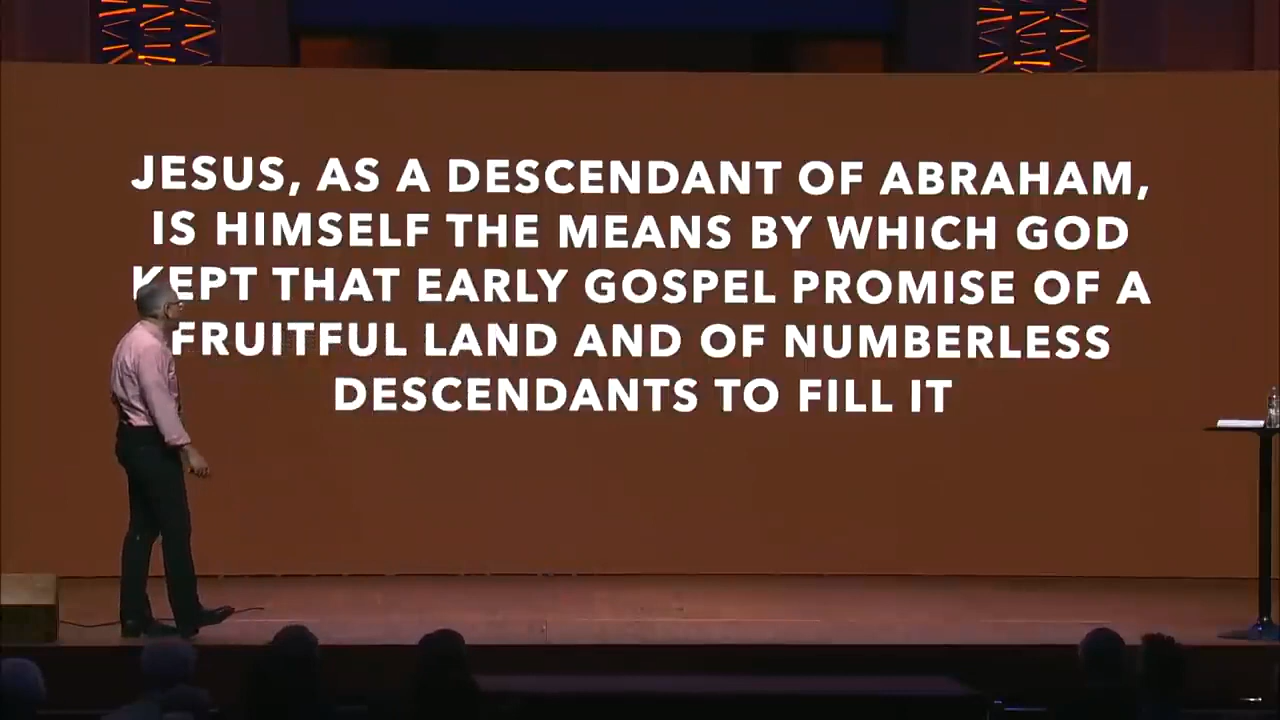 JESUS, AS A DESCENDANT OF ABRAHAM,
IS HIMSELF THE MEANS BY WHICH GOD
KEPT THAT EARLY GOSPEL PROMISE OF A
FRUITFUL LAND AND OF NUMBERLESS
DESCENDANTS TO FILL IT